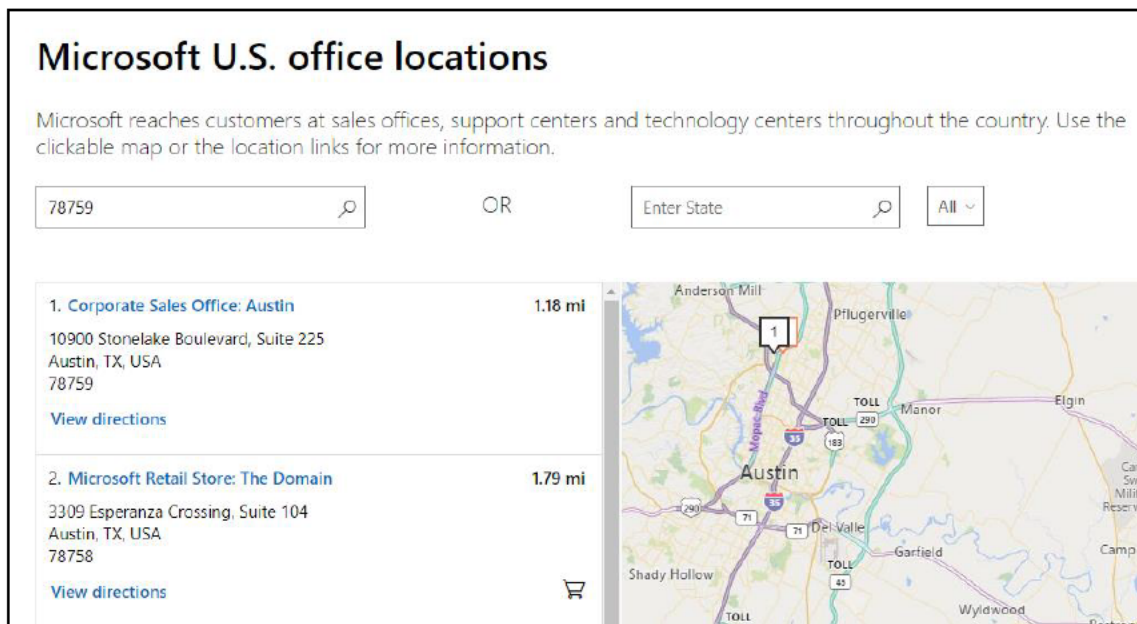 Microsoft U.S. office locations
Microsoft reaches customers at sales offices, support centers and technology centers throughout the country. Use the
clickable map or the location links for more information.
78759
OR
Enter State
All
1. Corporate Sales Office: Austin
1.18 mi
10900 Stonelake Boulevard, Suite 225
Austin, TX, USA
78759
View directions
2. Microsoft Retail Store: The Domain
1.79 mi
3309 Esperanza Crossing, Suite 104
Austin, TX, USA
78758
View directions
Anderson Mill
Pflugerville
1
TOLL
290
Manor
Elgin
Mopac Blvd
TOLL
35
183
Austin
35
290
71
71
Del Valle
Garfield
Camp
Shady Hollow
TOLL
45
Wyldwood
TOLL